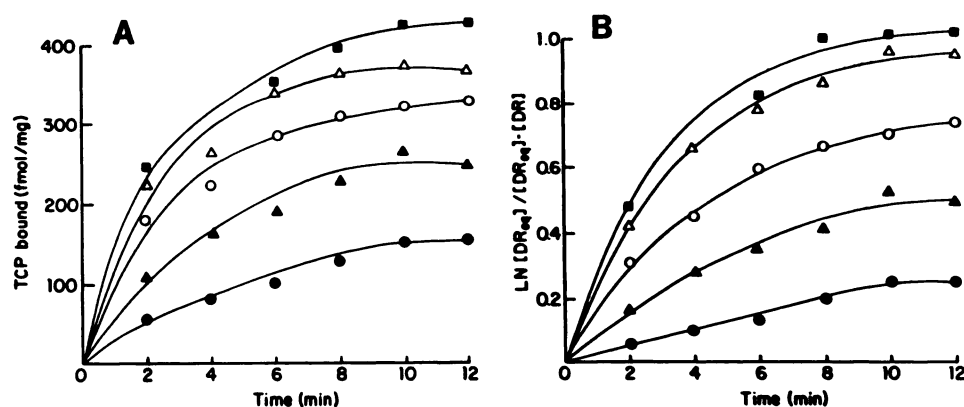 A
400
300
200
100
TCP bound (fmol/mg)
0 2 4 6 8 10 12
Time (min)
B
1.0
0.8
0.6
0.4
0.2
LN [DReq] / [DReq]-[DR]
0 2 4 6 8 10 12
Time (min)